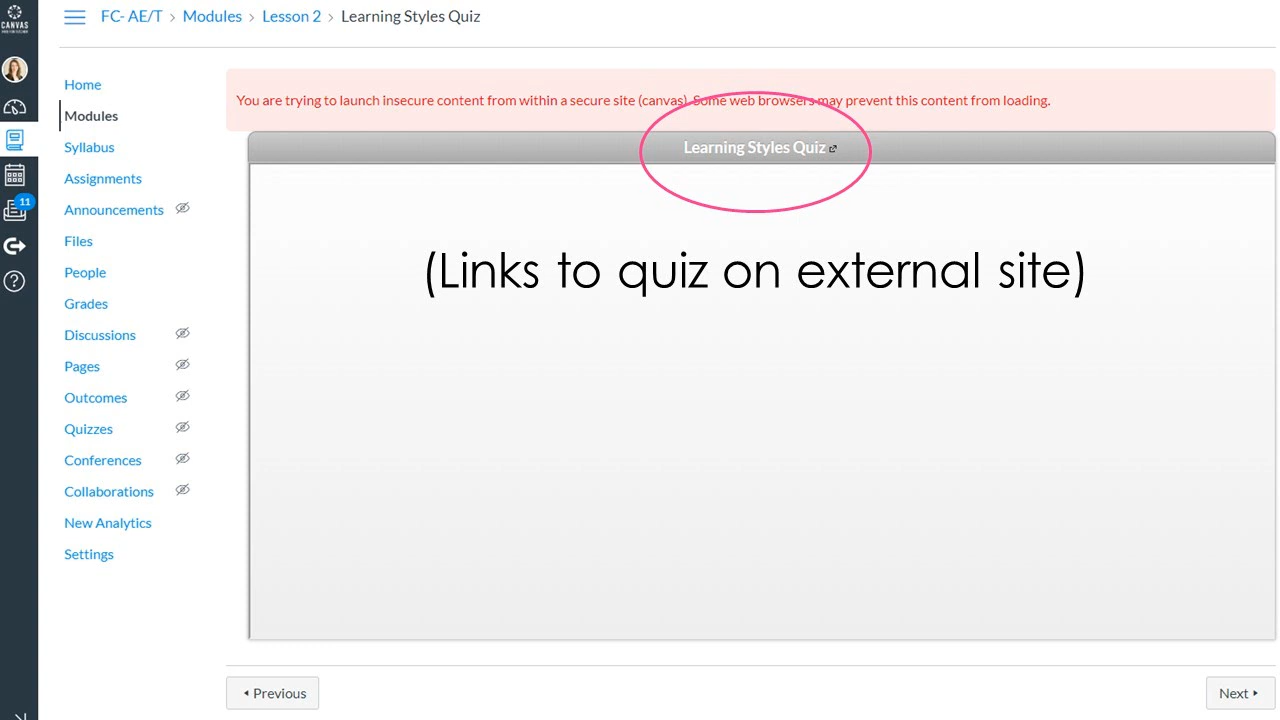 CANVAS
FC- AE/T > Modules > Lesson 2 > Learning Styles Quiz
Home
Modules
Syllabus
Assignments
Announcements
Files
People
Grades
Discussions
Pages
Outcomes
Quizzes
Conferences
Collaborations
New Analytics
Settings
11
You are trying to launch insecure content from within a secure site (canvas). Some web browsers may prevent this content from loading.
Learning Styles Quiz
(Links to quiz on external site)
Previous
Next